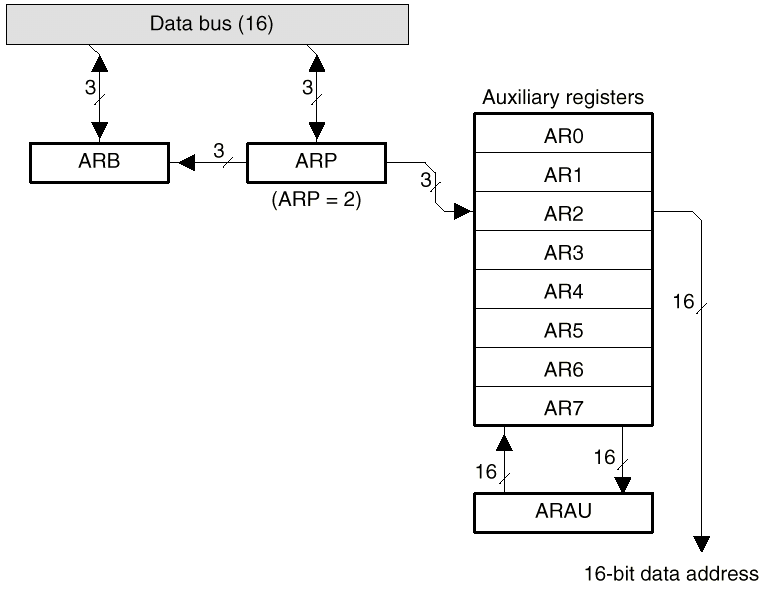 Data bus (16)
3
3
Auxiliary registers
ARB
3
ARP
(ARP = 2)
3
AR0
AR1
AR2
AR3
AR4
AR5
AR6
AR7
16
16
16
ARAU
16-bit data address